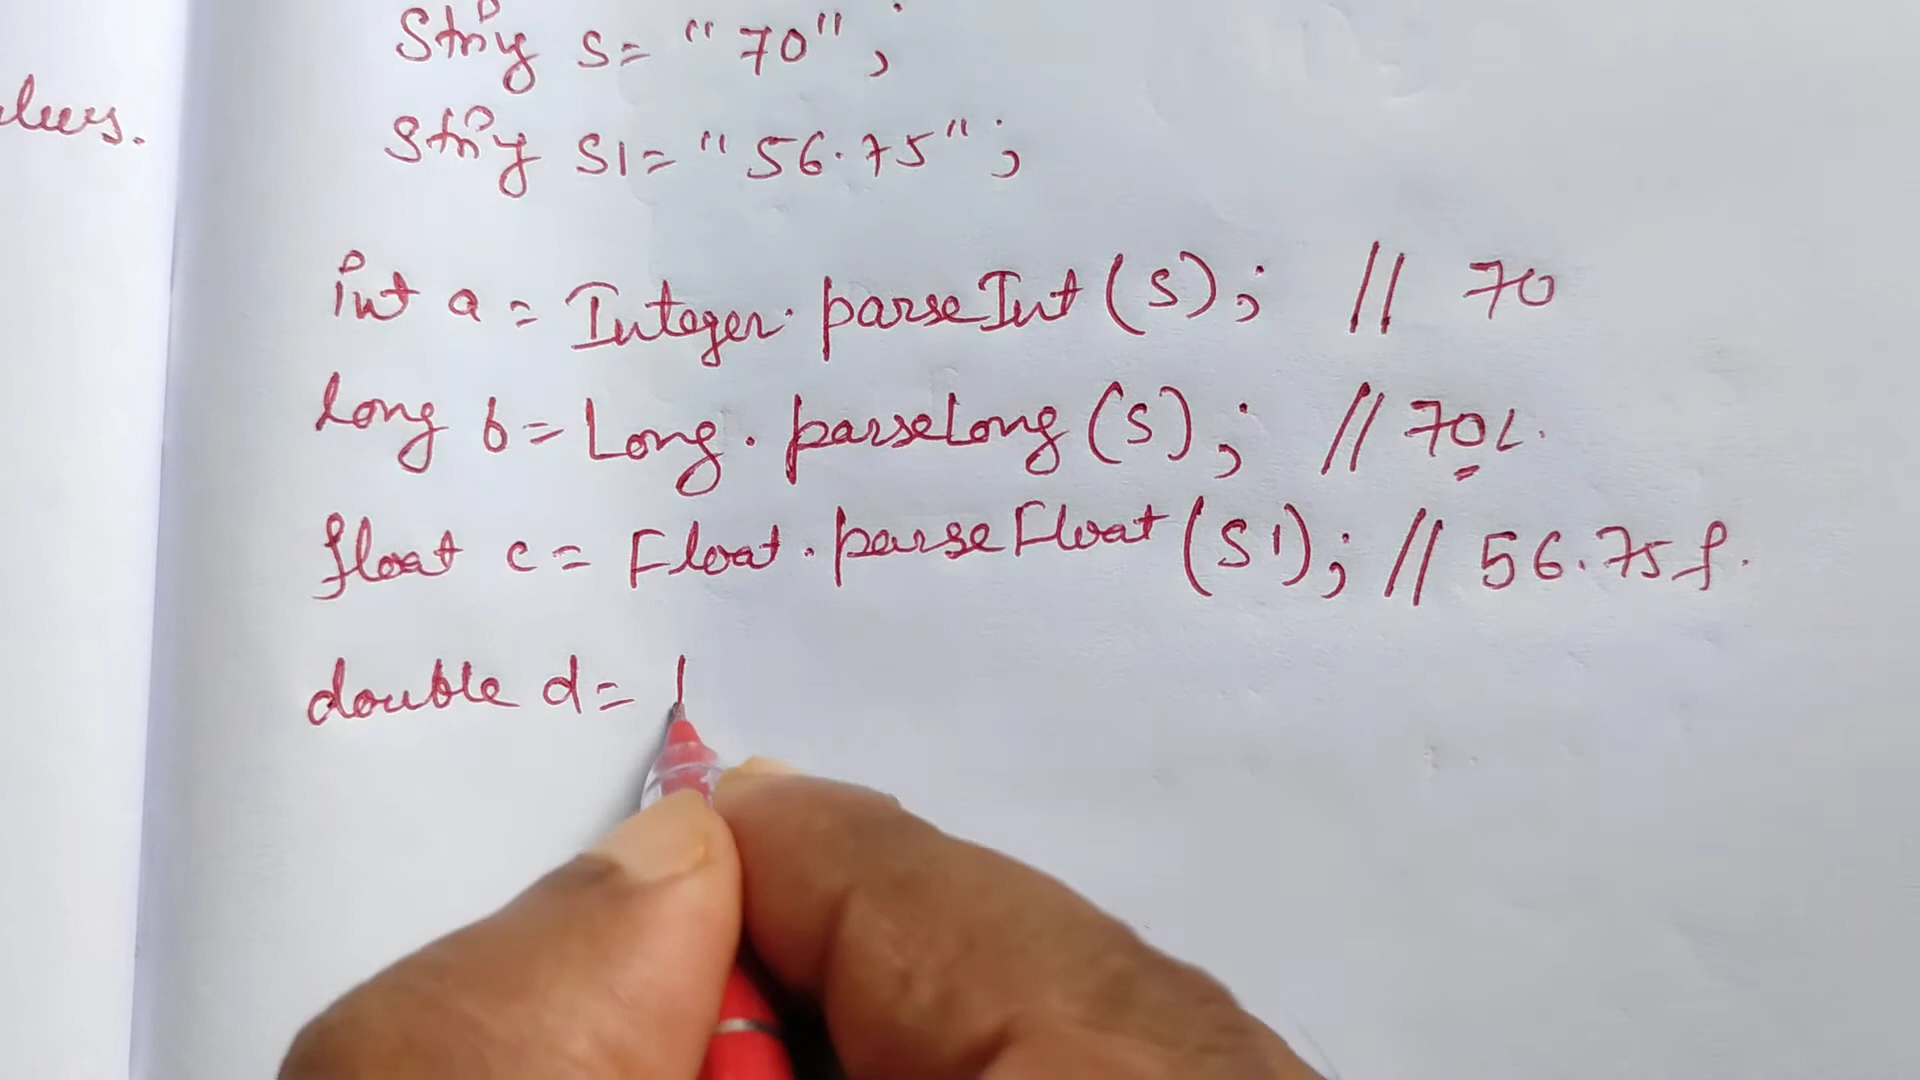 String s= "70";
String s1= "56.75";
lues.
int a = Integer.parseInt(s); // 70
long b = Long.parseLong(s); // 70L.
float c = Float.parseFloat(s1); // 56.75f.
double d =